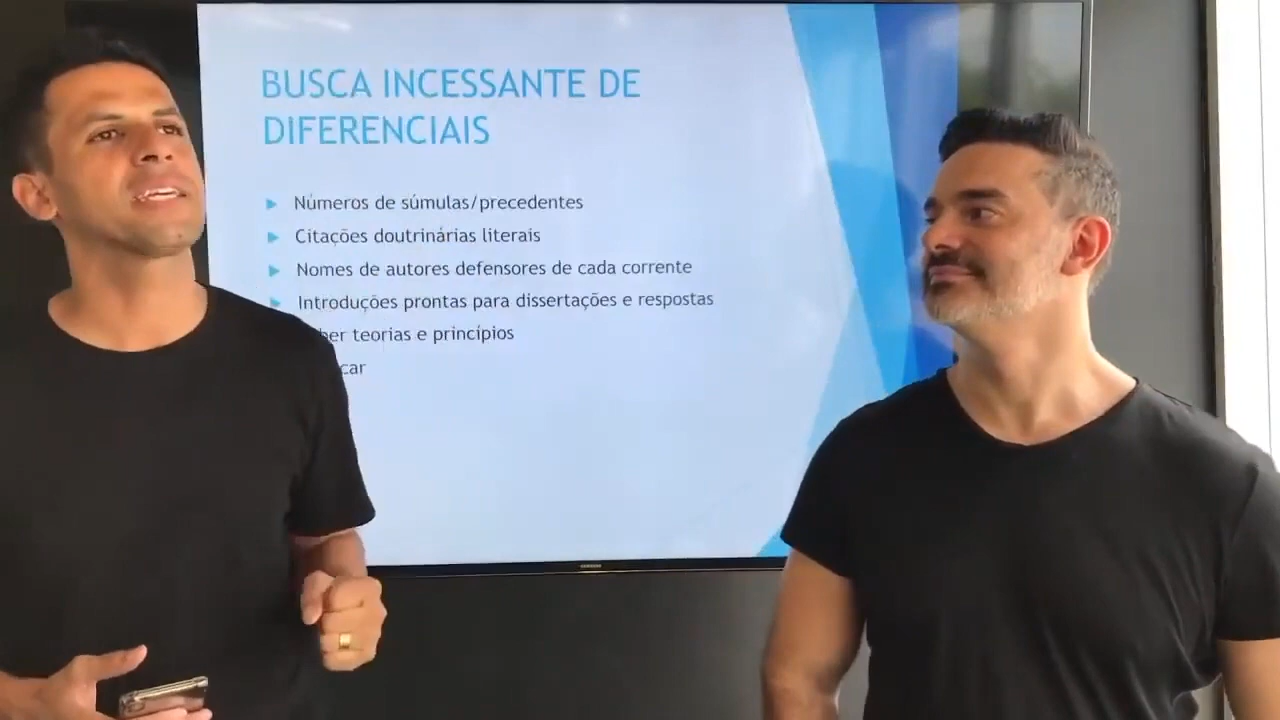 BUSCA INCESSANTE DE
DIFERENCIAIS
Números de súmulas/precedentes
Citações doutrinárias literais
Nomes de autores defensores de cada corrente
Introduções prontas para dissertações e respostas
teorias e princípios
SAMSUNG